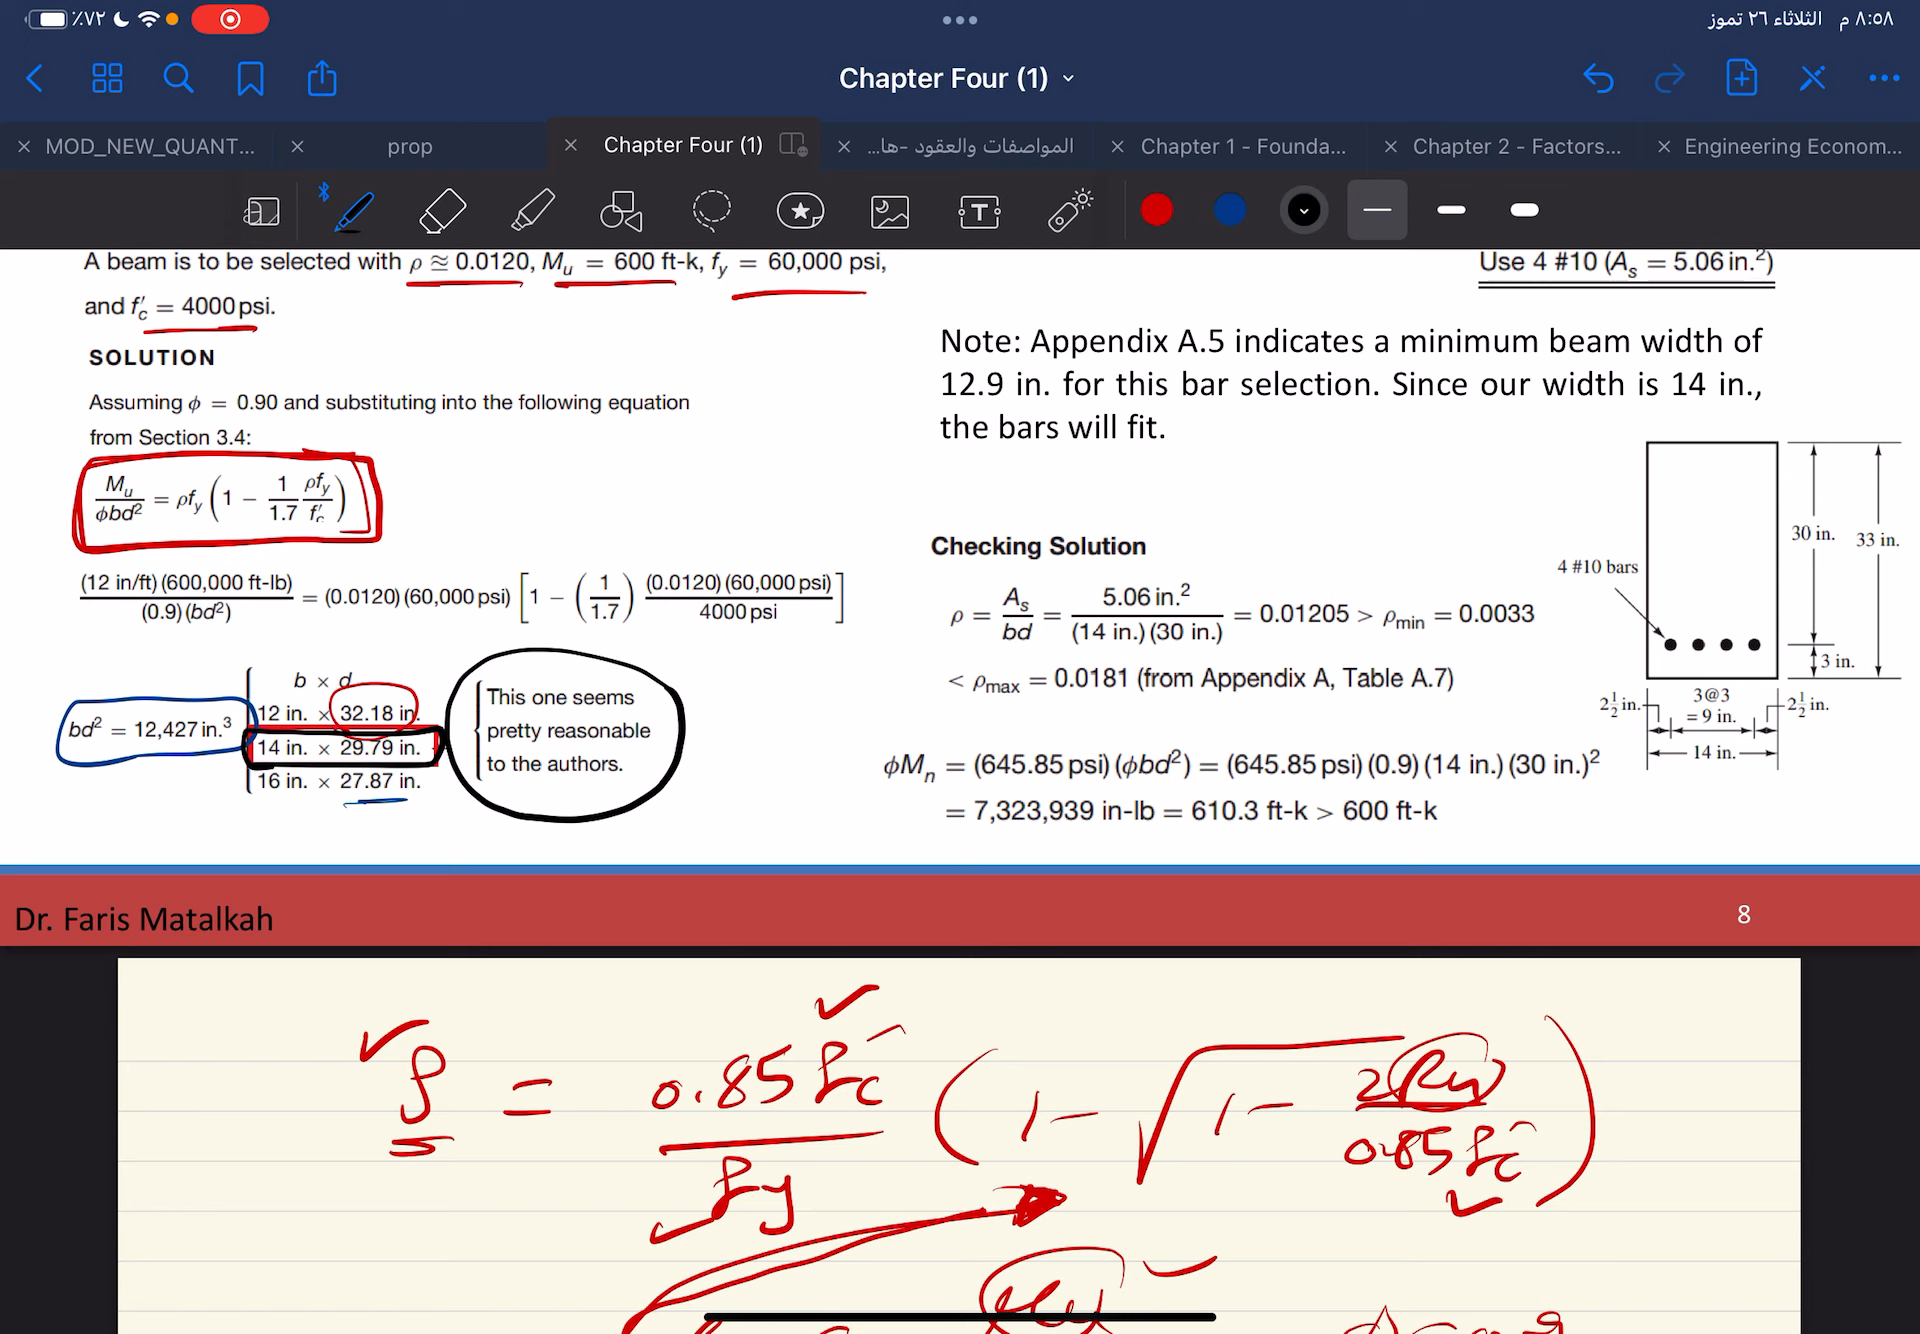 ٪٧٢
٨:٥٨ م الثلاثاء ٢٦ تموز
Chapter Four (1)
MOD_NEW_QUANT...
prop
Chapter Four (1)
المواصفات والعقود -ها...
Chapter 1 - Founda...
Chapter 2 - Factors...
Engineering Econom...
A beam is to be selected with ρ ≅ 0.0120, Mu = 600 ft-k, fy = 60,000 psi,
and f′c = 4000 psi.
SOLUTION
Assuming ϕ = 0.90 and substituting into the following equation
from Section 3.4:
Mu/ϕbd² = ρfy (1 − 1/1.7 ρfy/f′c)
(12 in/ft) (600,000 ft-lb)/(0.9) (bd²) = (0.0120) (60,000 psi) [1 − (1/1.7) (0.0120) (60,000 psi)/4000 psi]
b × d
12 in. × 32.18 in.
bd² = 12,427 in.³
14 in. × 29.79 in.
16 in. × 27.87 in.
This one seems
pretty reasonable
to the authors.
Use 4 #10 (As = 5.06 in.²)
Note: Appendix A.5 indicates a minimum beam width of
12.9 in. for this bar selection. Since our width is 14 in.,
the bars will fit.
Checking Solution
ρ = As/bd = 5.06 in.²/(14 in.) (30 in.) = 0.01205 > ρmin = 0.0033
< ρmax = 0.0181 (from Appendix A, Table A.7)
ϕMn = (645.85 psi) (ϕbd²) = (645.85 psi) (0.9) (14 in.) (30 in.)²
= 7,323,939 in-lb = 610.3 ft-k > 600 ft-k
4 #10 bars
30 in.
33 in.
3 in.
2½ in.
3@3
= 9 in.
2½ in.
14 in.
Dr. Faris Matalkah
8
ρ = 0.85 fc′/fy (1 − √1 − 2Ru/0.85 fc′)